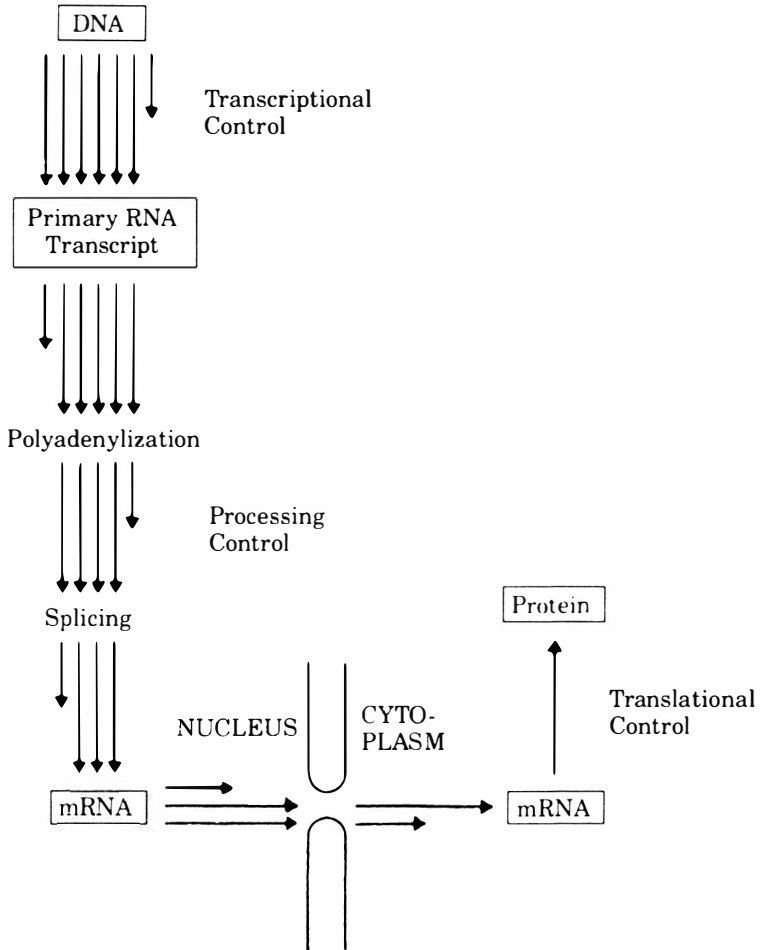 DNA
Transcriptional
Control
Primary RNA
Transcript
Polyadenylization
Processing
Control
Splicing
Protein
Translational
Control
NUCLEUS
CYTO-
PLASM
mRNA
mRNA